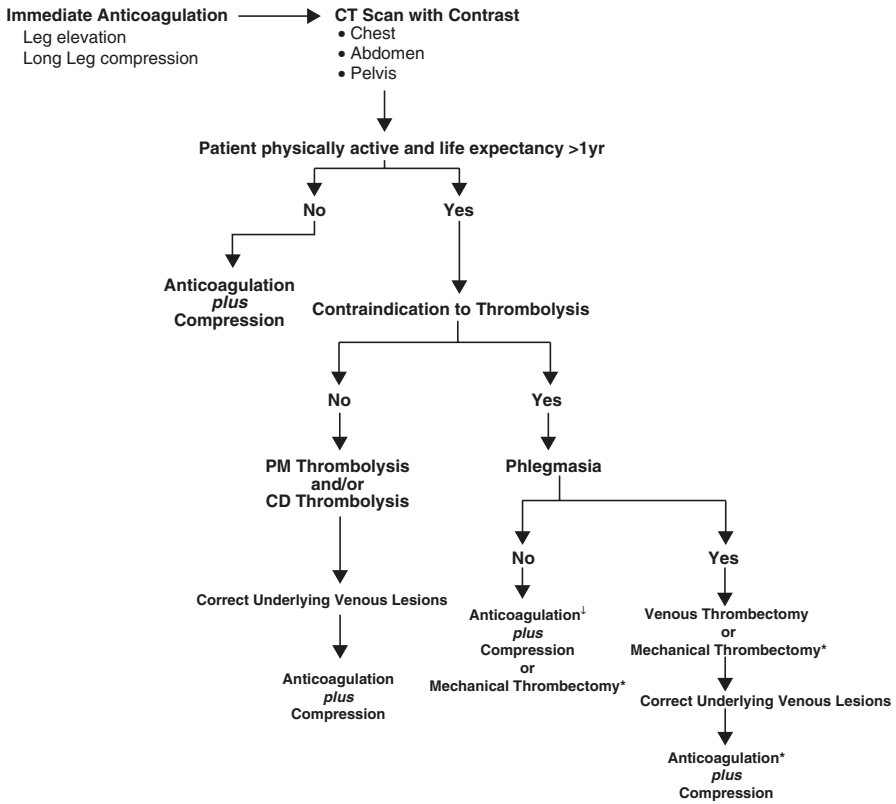 Immediate Anticoagulation
Leg elevation
Long Leg compression
CT Scan with Contrast
• Chest
• Abdomen
• Pelvis
Patient physically active and life expectancy >1yr
No
Yes
Anticoagulation
plus
Compression
Contraindication to Thrombolysis
No
Yes
PM Thrombolysis
and/or
CD Thrombolysis
Phlegmasia
No
Yes
Correct Underlying Venous Lesions
Anticoagulation
plus
Compression
Anticoagulation↓
plus
Compression
or
Mechanical Thrombectomy*
Venous Thrombectomy
or
Mechanical Thrombectomy*
Correct Underlying Venous Lesions
Anticoagulation*
plus
Compression